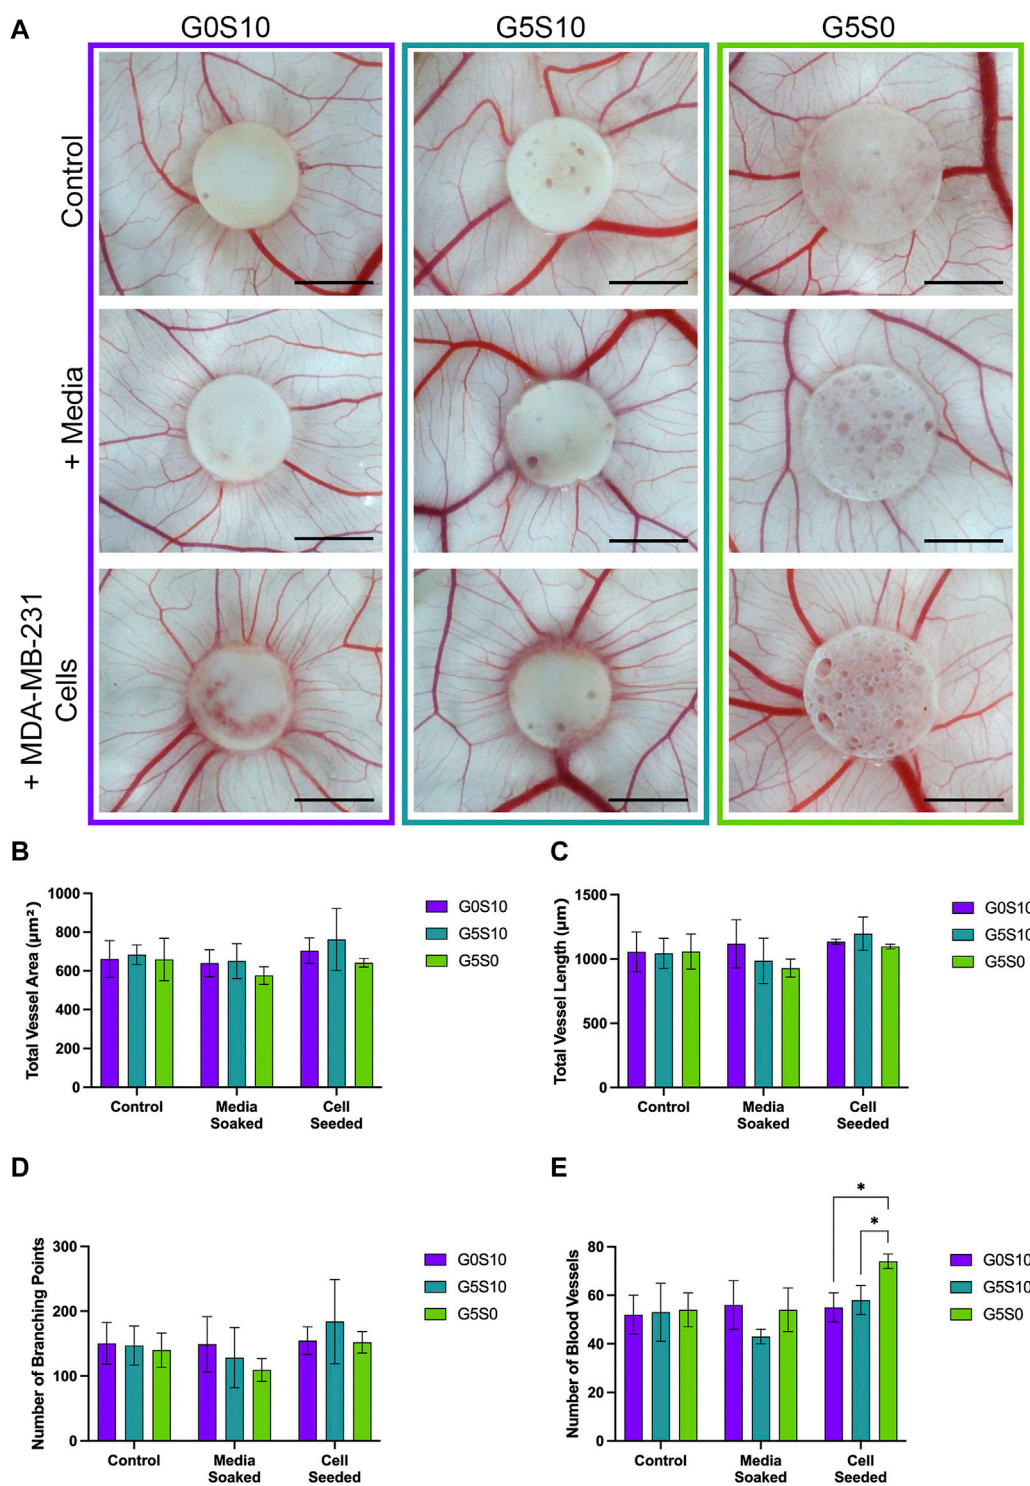 A
G0S10
G5S10
G5S0
Control
+ Media
+ MDA-MB-231
Cells
B
Total Vessel Area (µm²)
1000
800
600
400
200
0
Control
Media
Soaked
Cell
Seeded
G0S10
G5S10
G5S0
C
Total Vessel Length (µm)
1500
1000
500
0
Control
Media
Soaked
Cell
Seeded
G0S10
G5S10
G5S0
D
Number of Branching Points
300
200
100
0
Control
Media
Soaked
Cell
Seeded
G0S10
G5S10
G5S0
E
Number of Blood Vessels
80
60
40
20
0
*
*
Control
Media
Soaked
Cell
Seeded
G0S10
G5S10
G5S0